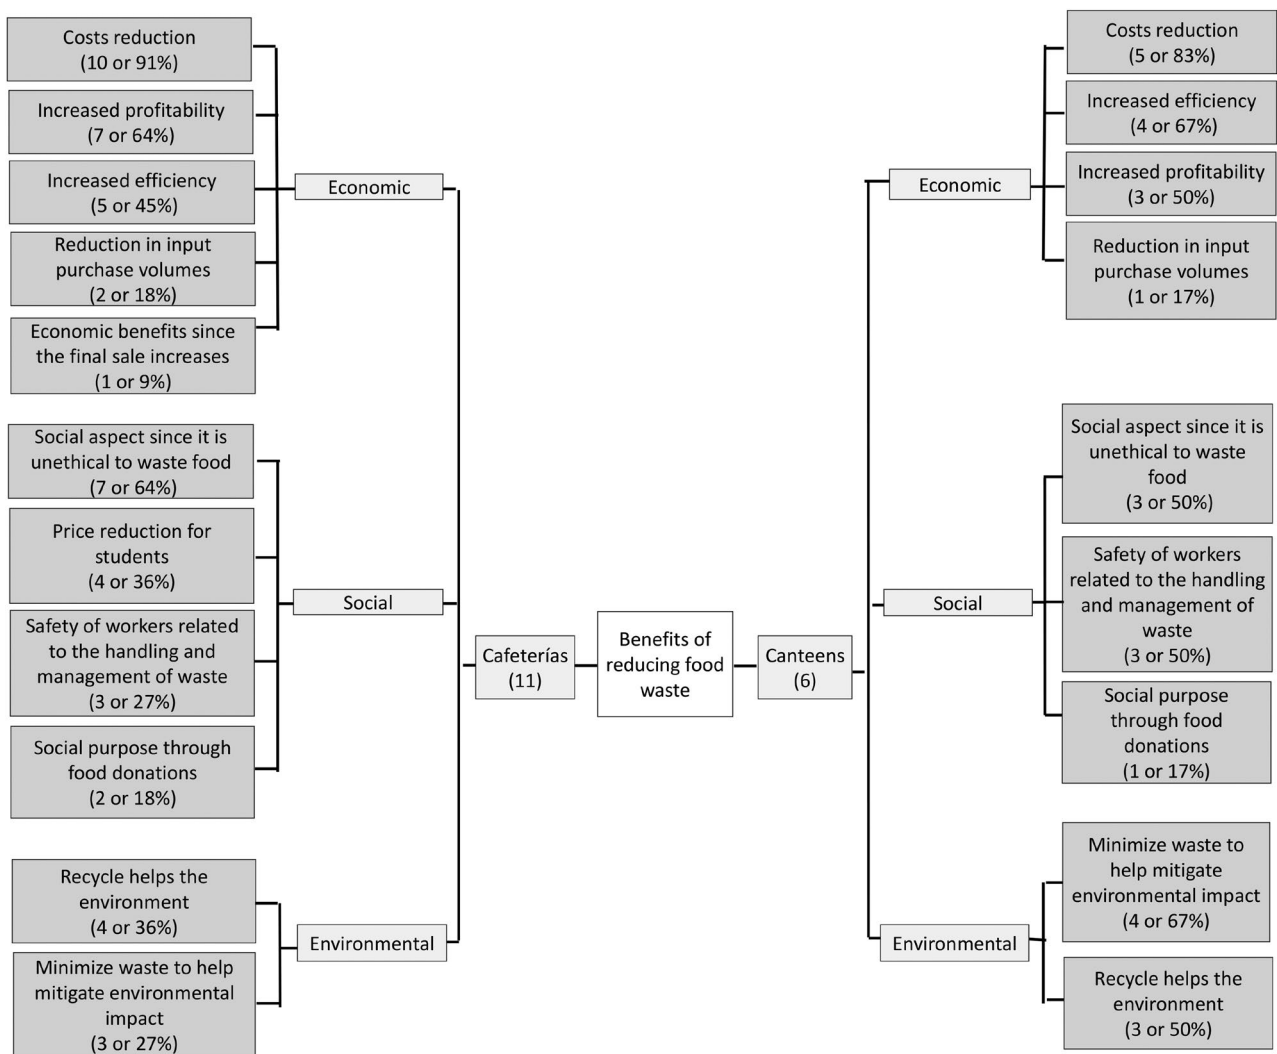 Costs reduction
(10 or 91%)
Increased profitability
(7 or 64%)
Increased efficiency
(5 or 45%)
Reduction in input
purchase volumes
(2 or 18%)
Economic benefits since
the final sale increases
(1 or 9%)
Economic
Social aspect since it is
unethical to waste food
(7 or 64%)
Price reduction for
students
(4 or 36%)
Safety of workers related
to the handling and
management of waste
(3 or 27%)
Social purpose through
food donations
(2 or 18%)
Social
Recycle helps the
environment
(4 or 36%)
Minimize waste to help
mitigate environmental
impact
(3 or 27%)
Environmental
Cafeterías
(11)
Benefits of
reducing food
waste
Canteens
(6)
Economic
Costs reduction
(5 or 83%)
Increased efficiency
(4 or 67%)
Increased profitability
(3 or 50%)
Reduction in input
purchase volumes
(1 or 17%)
Social
Social aspect since it is
unethical to waste
food
(3 or 50%)
Safety of workers
related to the handling
and management of
waste
(3 or 50%)
Social purpose
through food
donations
(1 or 17%)
Environmental
Minimize waste to
help mitigate
environmental impact
(4 or 67%)
Recycle helps the
environment
(3 or 50%)